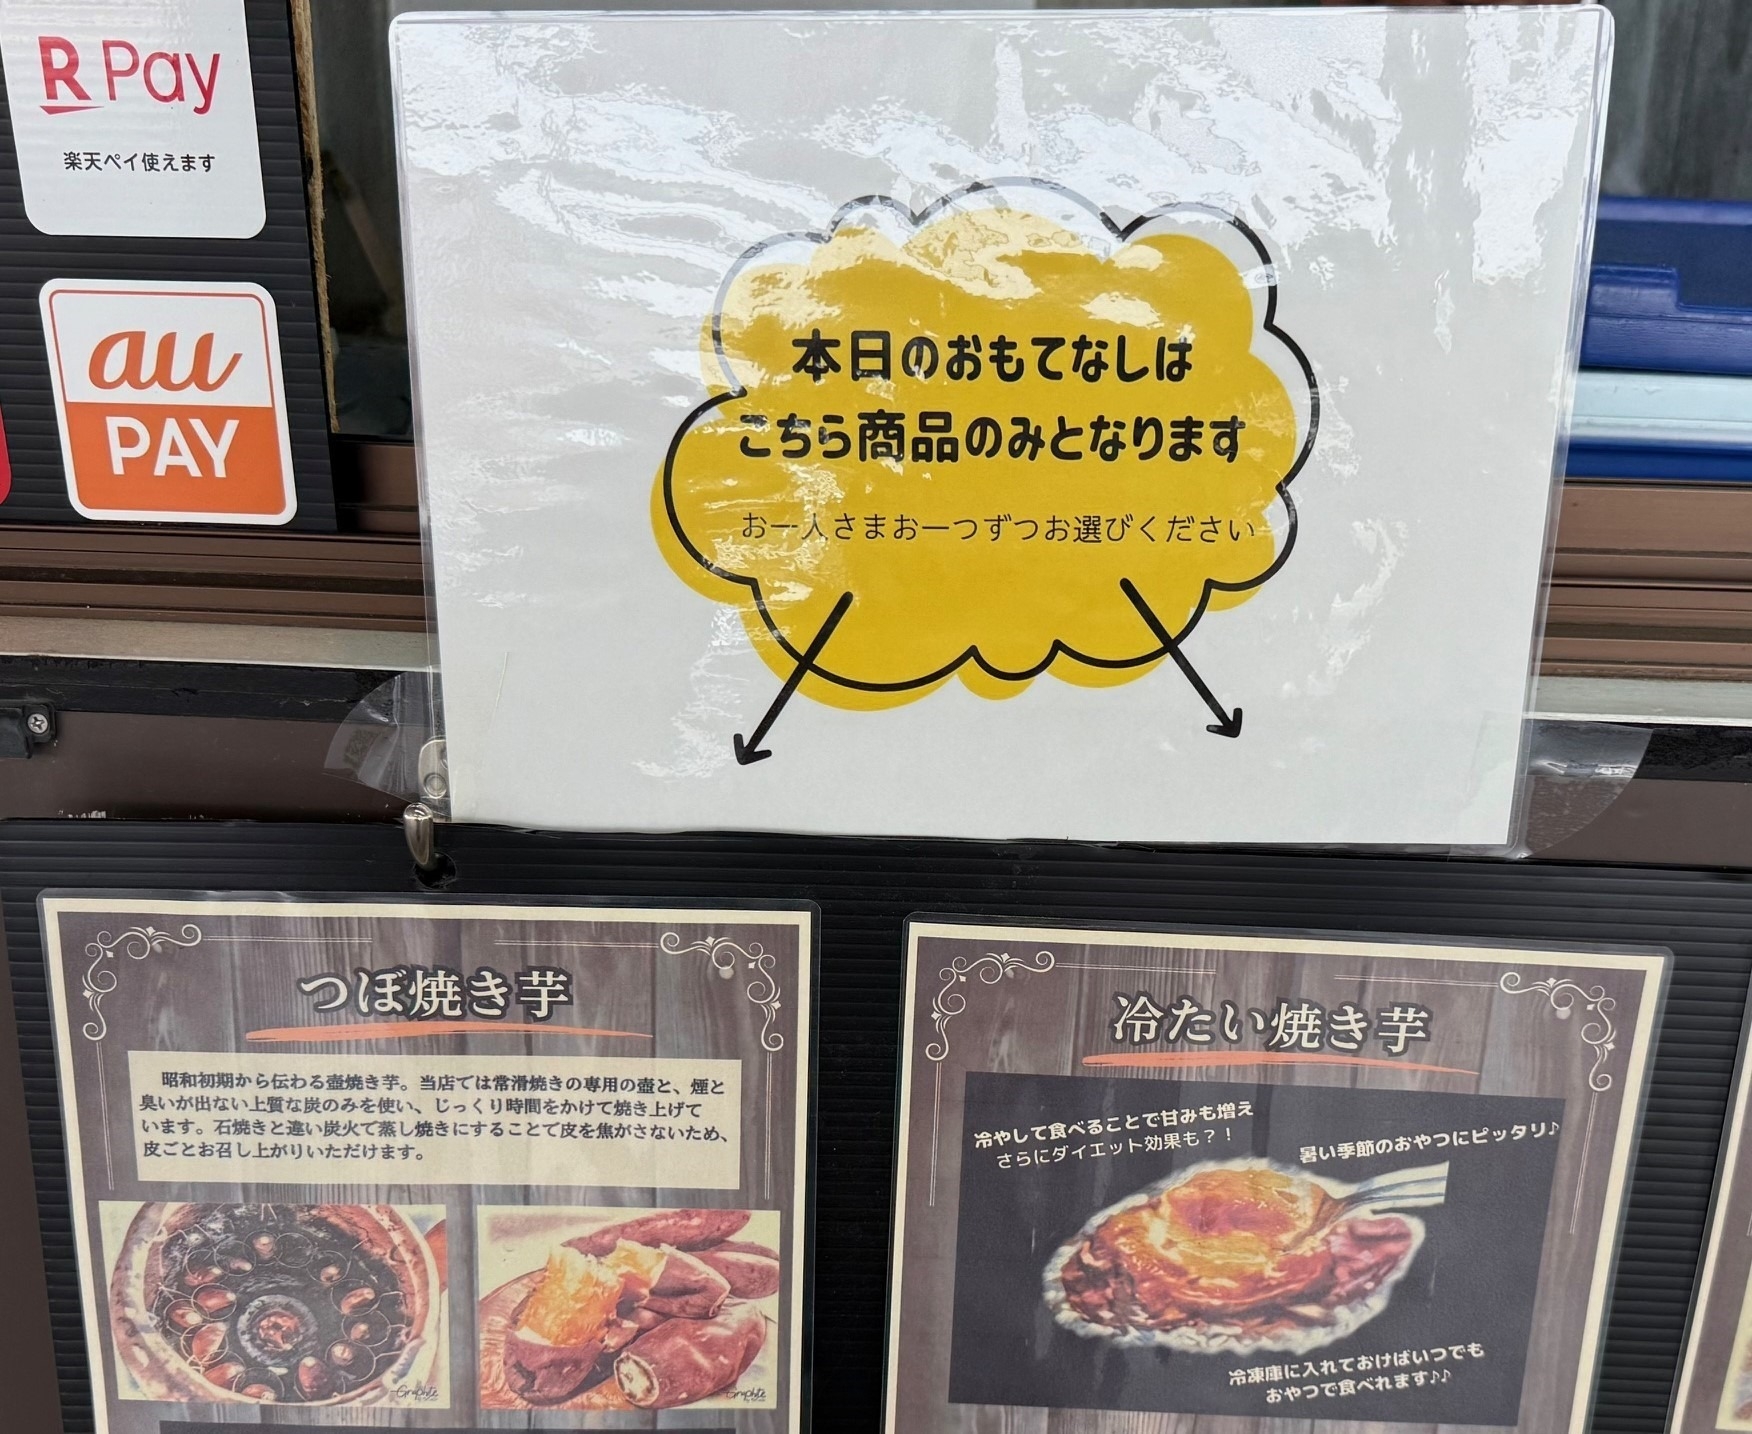 R Pay
楽天ペイ使えます
au
PAY
本日のおもてなしは
こちら商品のみとなります
お一人さまお一つずつお選びください
つぼ焼き芋
昭和初期から伝わる壺焼き芋。当店では常滑焼きの専用の壺と、煙と
臭いが出ない上質な炭のみを使い、じっくり時間をかけて焼き上げて
います。石焼きと違い炭火で蒸し焼きにすることで皮を焦がさないため、
皮ごとお召し上がりいただけます。
冷たい焼き芋
冷やして食べることで甘みも増え
さらにダイエット効果も?!
暑い季節のおやつにピッタリ♪
冷凍庫に入れておけばいつでも
おやつで食べれます♪♪